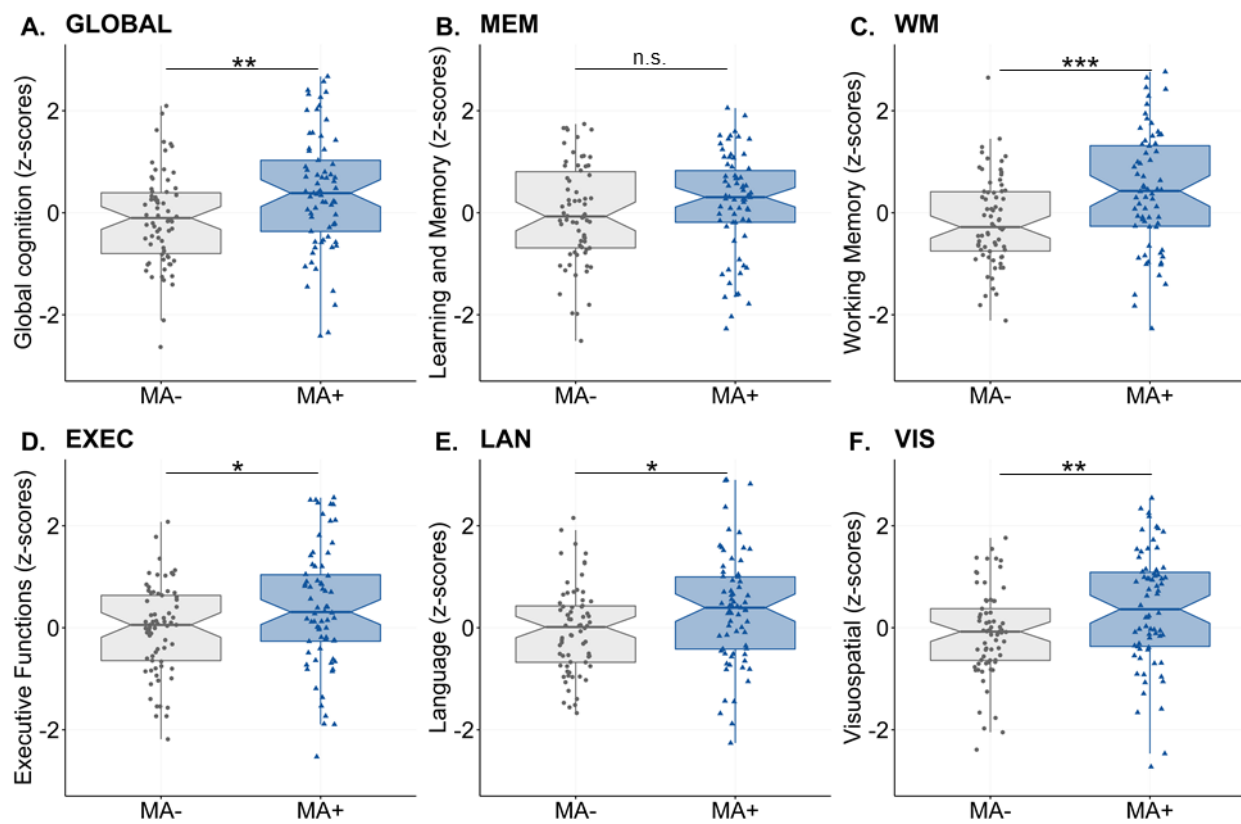 A. GLOBAL
Global cognition (z-scores)
2
0
-2
**
MA-
MA+
B. MEM
Learning and Memory (z-scores)
2
0
-2
n.s.
MA-
MA+
C. WM
Working Memory (z-scores)
2
0
-2
***
MA-
MA+
D. EXEC
Executive Functions (z-scores)
2
0
-2
*
MA-
MA+
E. LAN
Language (z-scores)
2
0
-2
*
MA-
MA+
F. VIS
Visuospatial (z-scores)
2
0
-2
**
MA-
MA+